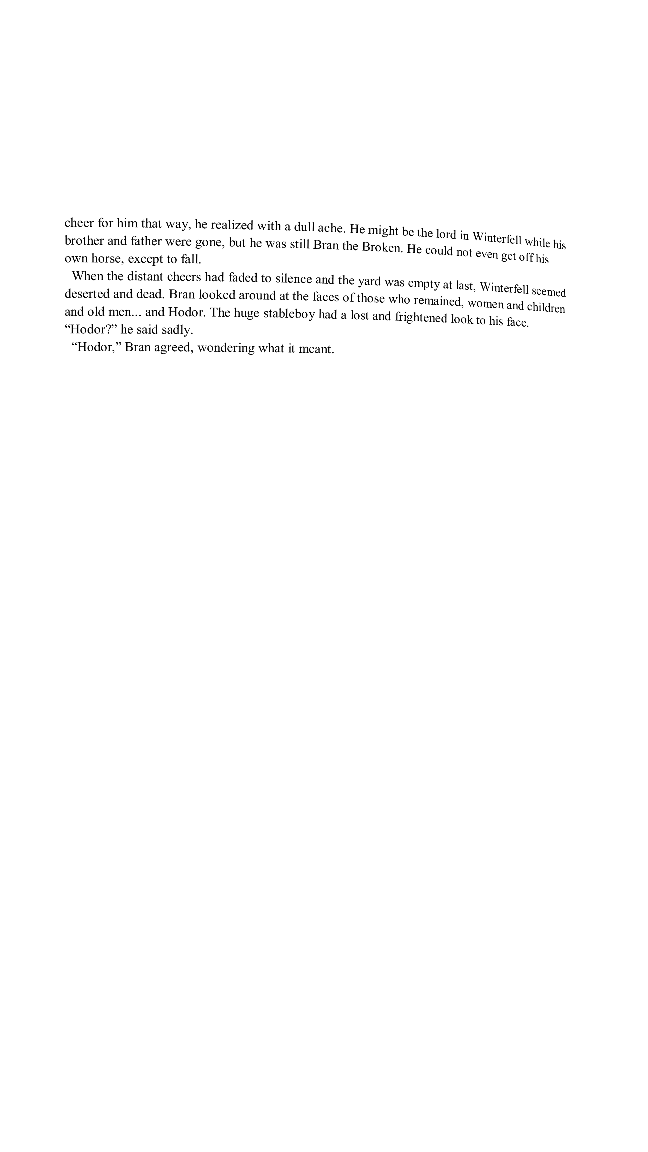 cheer for him that way, he realized with a dull ache. He might be the lord in Winterfell while his
brother and father were gone, but he was still Bran the Broken. He could not even get off his
own horse, except to fall.
When the distant cheers had faded to silence and the yard was empty at last, Winterfell seemed
deserted and dead. Bran looked around at the faces of those who remained, women and children
and old men... and Hodor. The huge stableboy had a lost and frightened look to his face.
“Hodor?” he said sadly.
“Hodor,” Bran agreed, wondering what it meant.